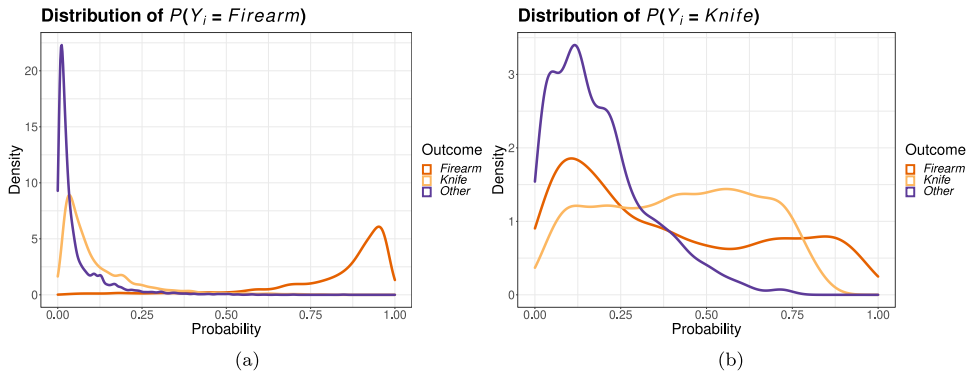 Distribution of P(Yi = Firearm)
20
15
10
5
0
Density
0.00 0.25 0.50 0.75 1.00
Probability
Outcome
Firearm
Knife
Other
(a)
Distribution of P(Yi = Knife)
3
2
1
0
Density
0.00 0.25 0.50 0.75 1.00
Probability
Outcome
Firearm
Knife
Other
(b)